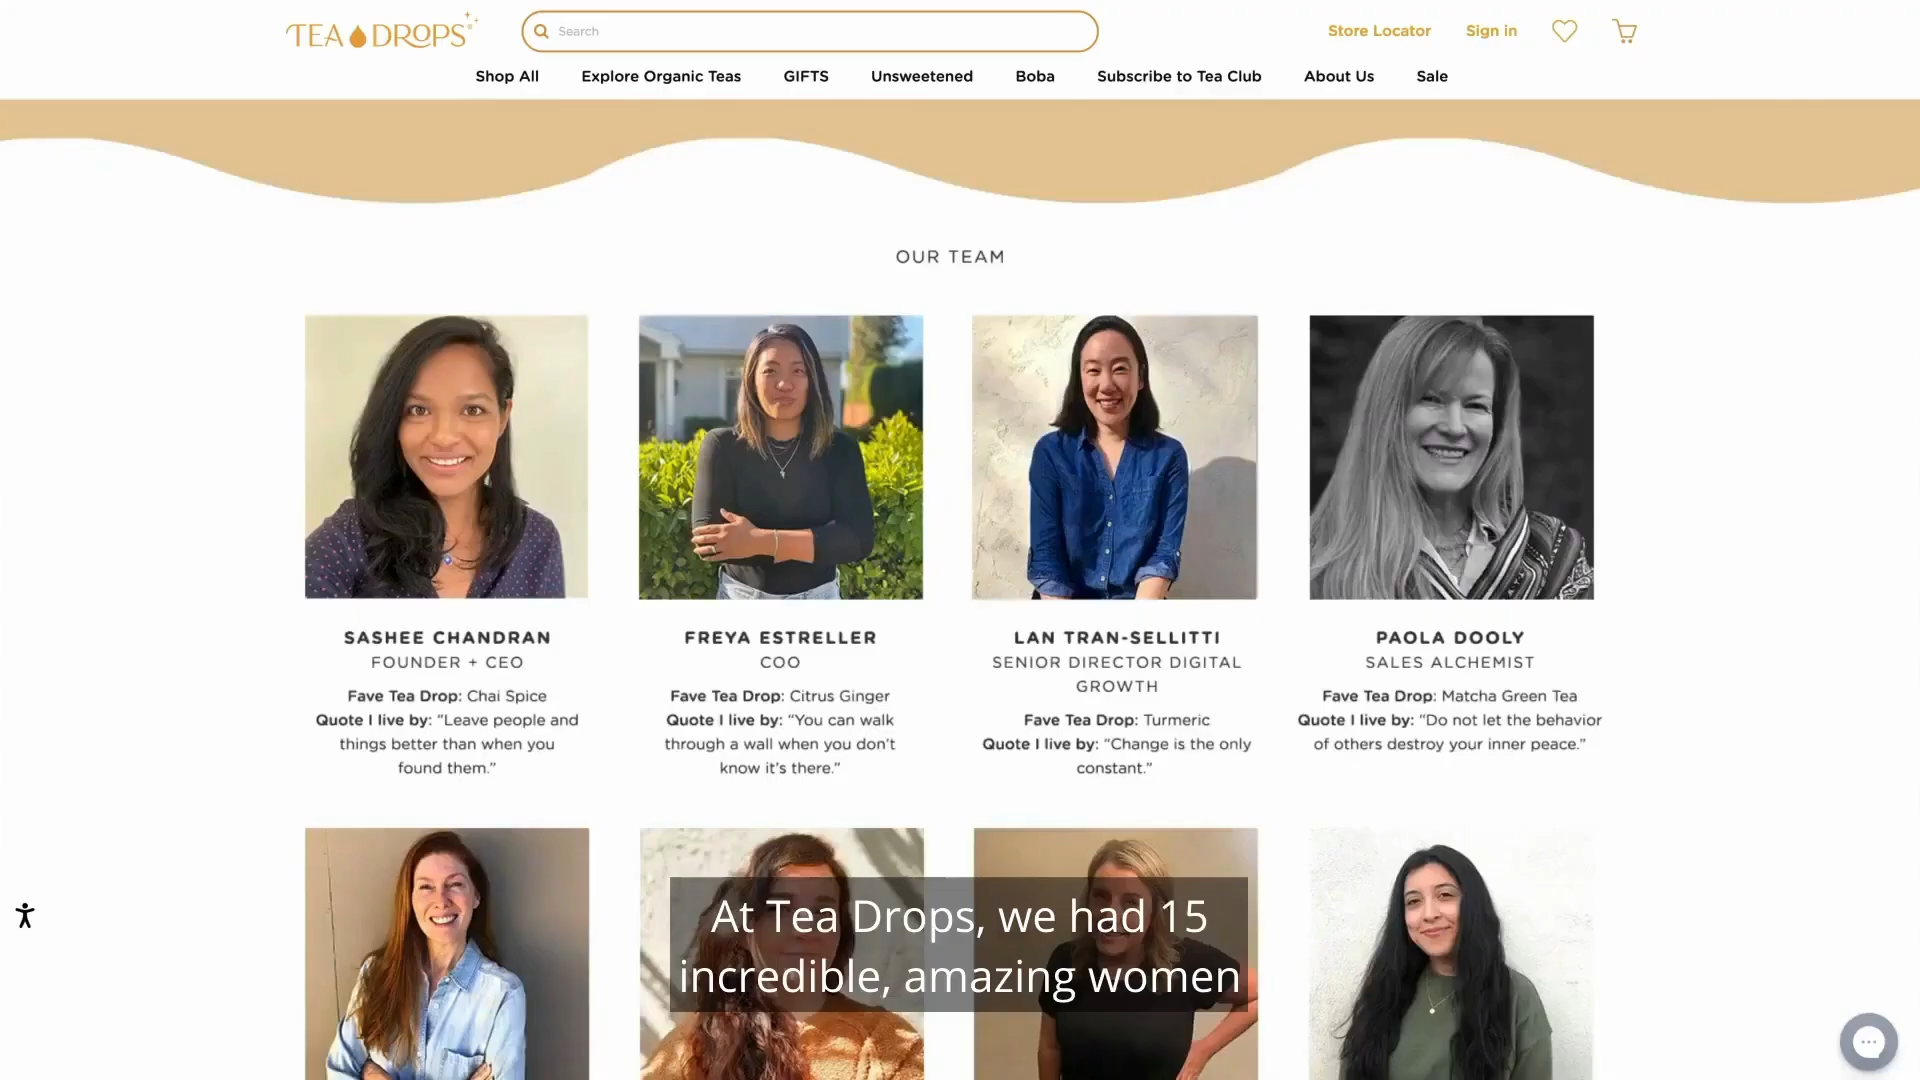 TEA DROPS
Search
Store Locator
Sign in
Shop All
Explore Organic Teas
GIFTS
Unsweetened
Boba
Subscribe to Tea Club
About Us
Sale
OUR TEAM
SASHEE CHANDRAN
FOUNDER + CEO
Fave Tea Drop: Chai Spice
Quote I live by: “Leave people and
things better than when you
found them.”
FREYA ESTRELLER
COO
Fave Tea Drop: Citrus Ginger
Quote I live by: “You can walk
through a wall when you don’t
know it’s there.”
LAN TRAN-SELLITTI
SENIOR DIRECTOR DIGITAL
GROWTH
Fave Tea Drop: Turmeric
Quote I live by: “Change is the only
constant.”
PAOLA DOOLY
SALES ALCHEMIST
Fave Tea Drop: Matcha Green Tea
Quote I live by: “Do not let the behavior
of others destroy your inner peace.”
At Tea Drops, we had 15
incredible, amazing women